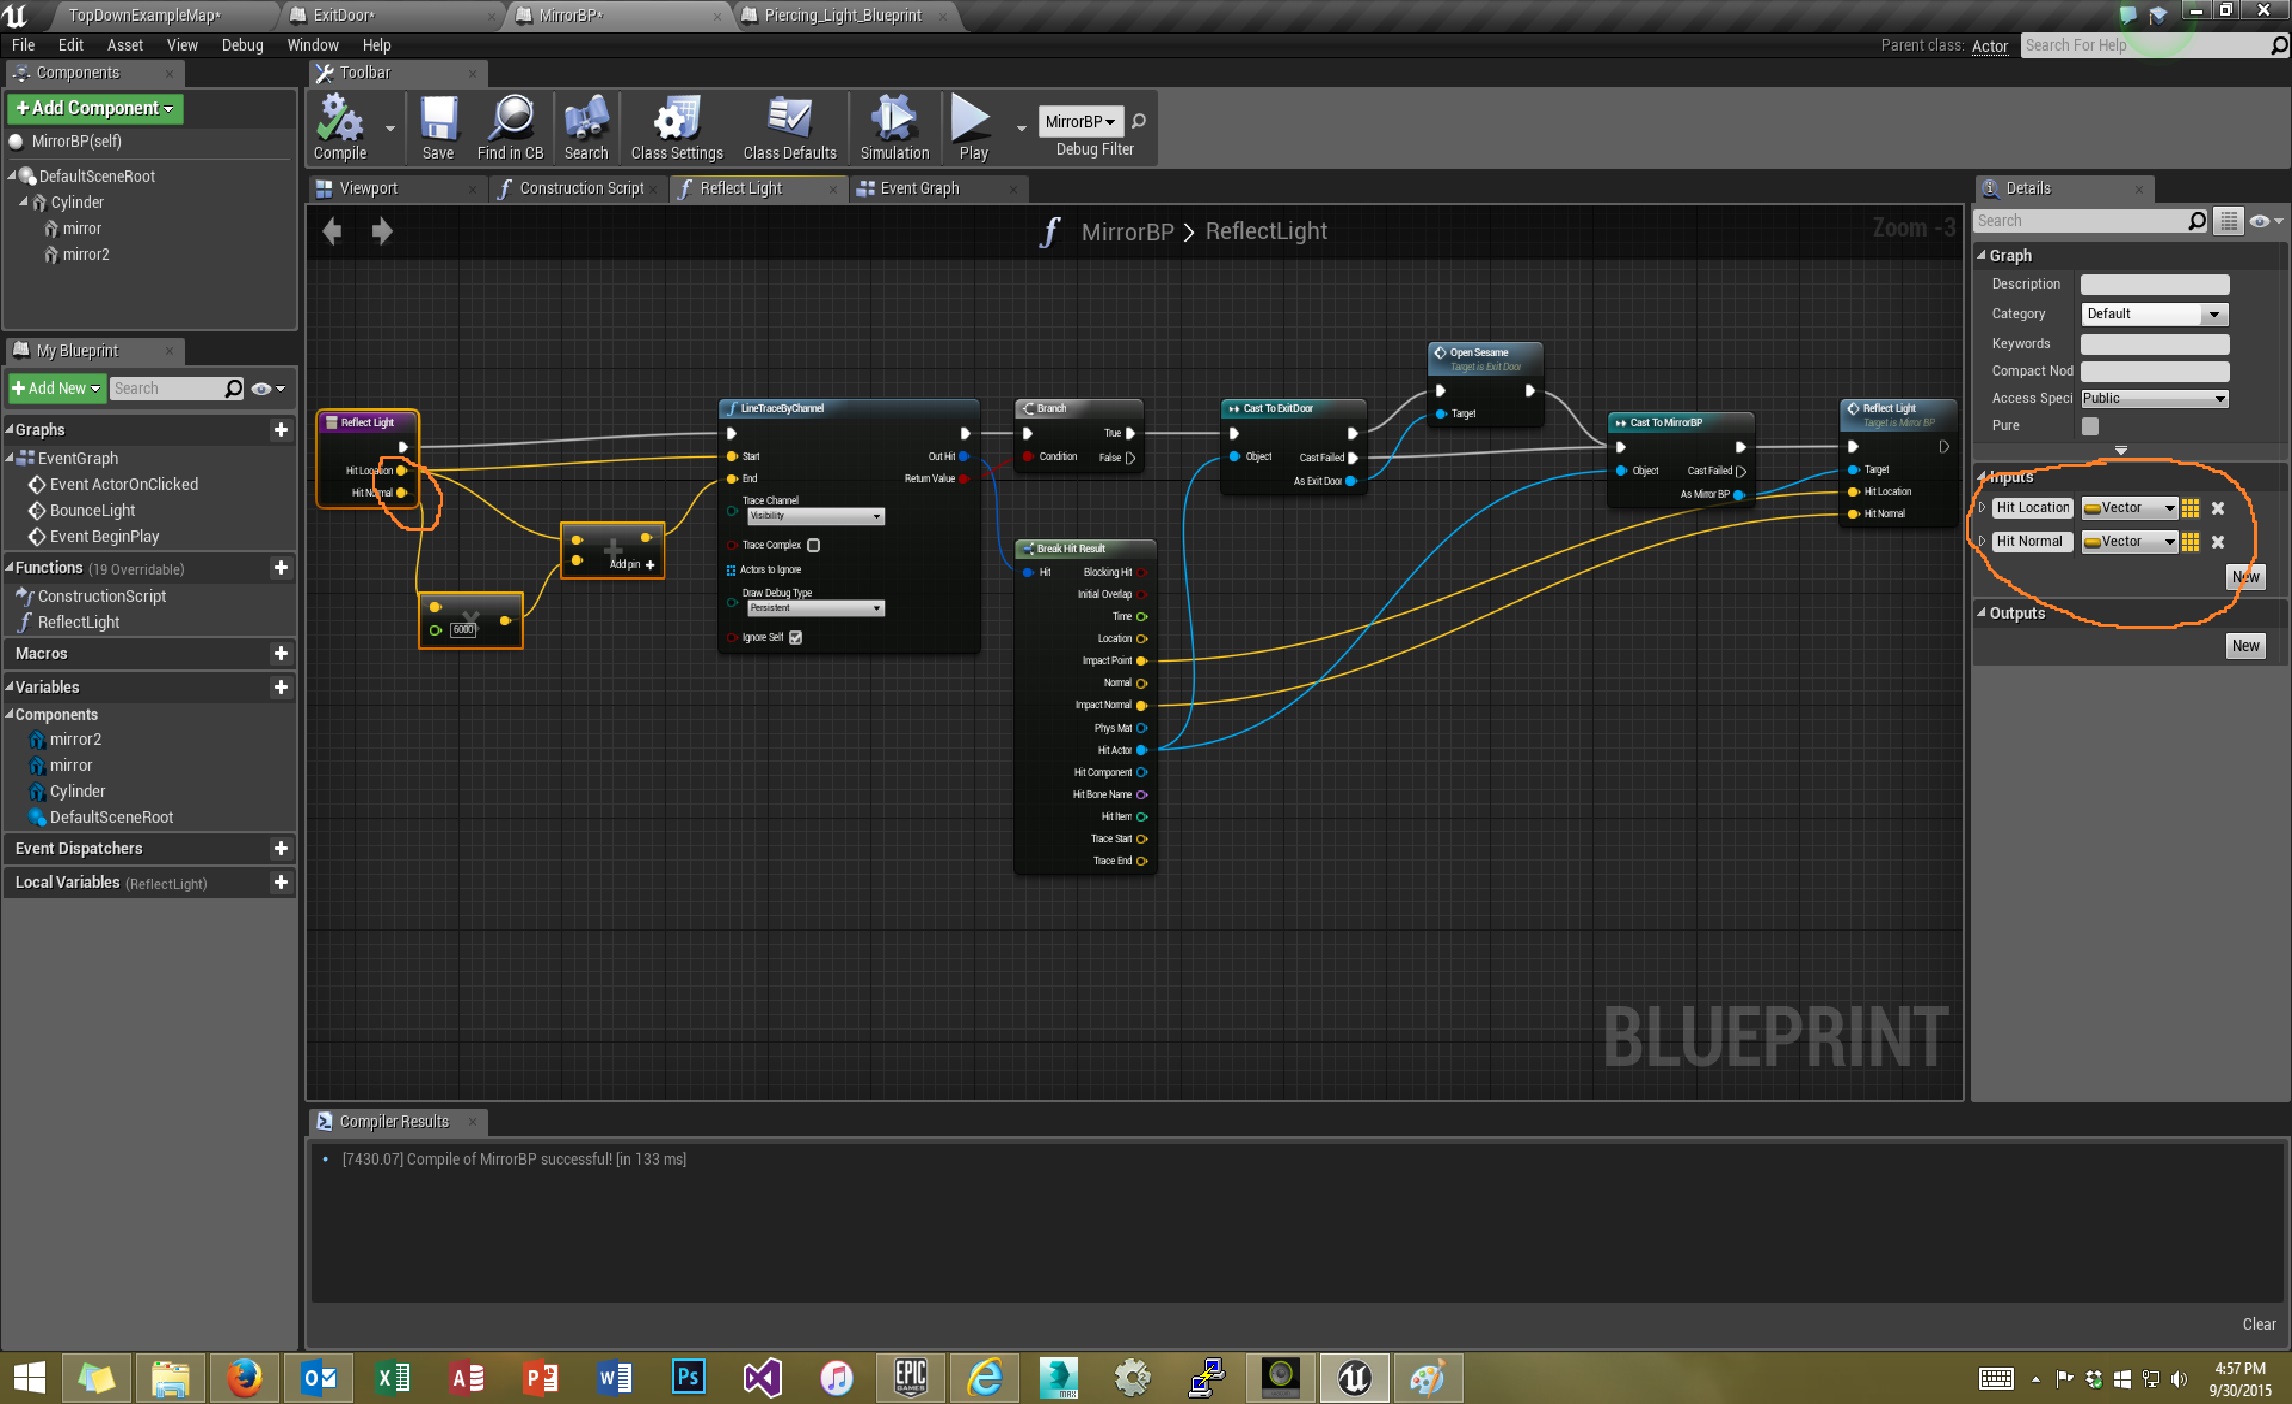 TopDownExampleMap*
ExitDoor*
MirrorBP*
Piercing_Light_Blueprint
File Edit Asset View Debug Window Help
Parent class: Actor
Search For Help
Components
+Add Component
MirrorBP(self)
DefaultSceneRoot
Cylinder
mirror
mirror2
My Blueprint
+Add New
Search
Graphs
EventGraph
Event ActorOnClicked
BounceLight
Event BeginPlay
Functions (19 Overridable)
ConstructionScript
ReflectLight
Macros
Variables
Components
mirror2
mirror
Cylinder
DefaultSceneRoot
Event Dispatchers
Local Variables (ReflectLight)
Toolbar
Compile
Save
Find in CB
Search
Class Settings
Class Defaults
Simulation
Play
MirrorBP
Debug Filter
Viewport
Construction Script
Reflect Light
Event Graph
MirrorBP > ReflectLight
Zoom -3
Reflect Light
Hit Location
Hit Normal
6000
Add pin +
LineTraceByChannel
Start
End
Out Hit
Return Value
Trace Channel
Visibility
Trace Complex
Actors to Ignore
Draw Debug Type
Persistent
Ignore Self
Branch
True
Condition False
Break Hit Result
Hit
Blocking Hit
Initial Overlap
Time
Location
Impact Point
Normal
Impact Normal
Phys Mat
Hit Actor
Hit Component
Hit Bone Name
Hit Item
Trace Start
Trace End
Cast To ExitDoor
Object Cast Failed
As Exit Door
Open Sesame
Target is Exit Door
Target
Cast To MirrorBP
Object Cast Failed
As Mirror BP
Reflect Light
Target is Mirror BP
Target
Hit Location
Hit Normal
BLUEPRINT
Details
Search
Graph
Description
Category Default
Keywords
Compact Nod
Access Speci Public
Pure
Inputs
Hit Location Vector
Hit Normal Vector
New
Outputs
New
Compiler Results
[7430.07] Compile of MirrorBP successful! [in 133 ms]
Clear
EPIC
GAMES
Ps
MAX
4:57 PM
9/30/2015